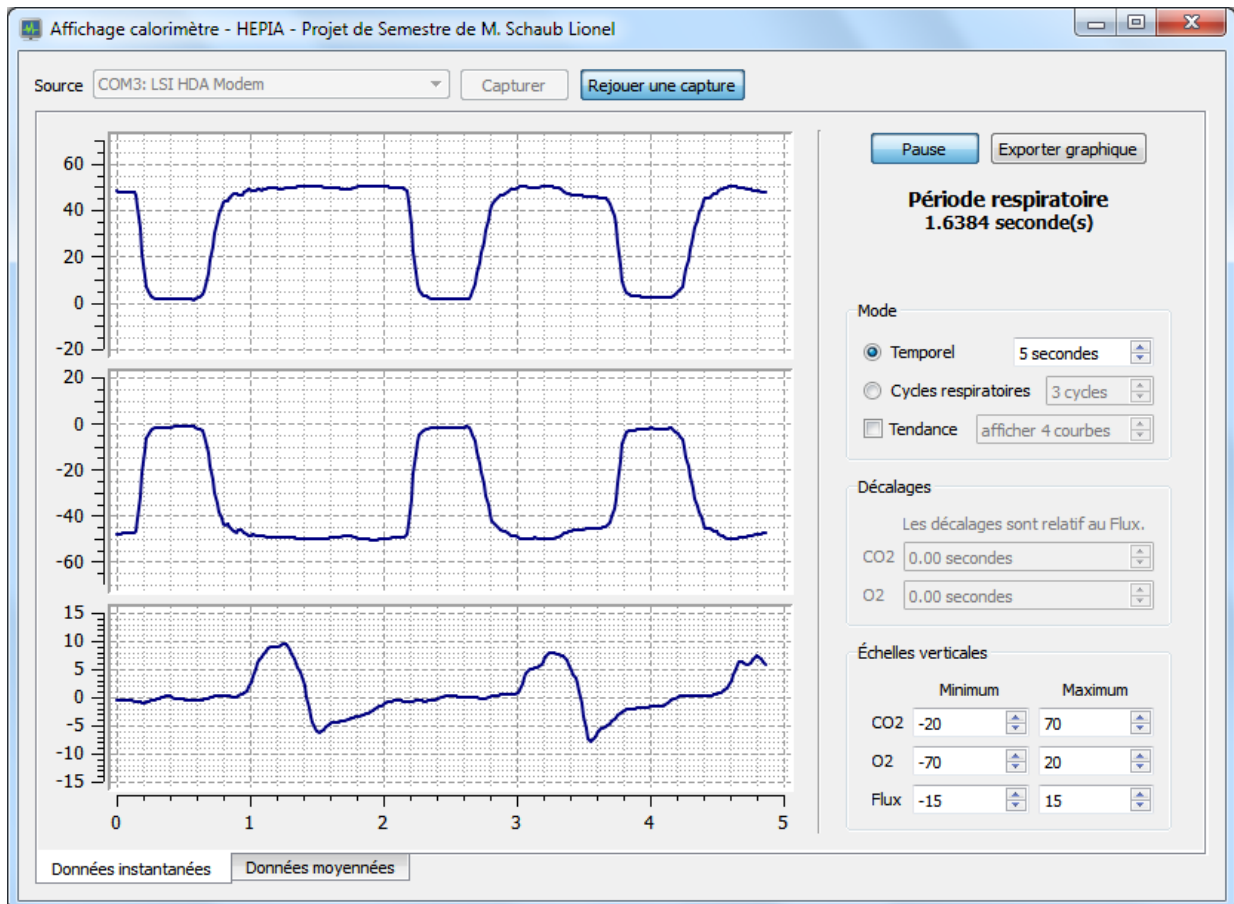 Affichage calorimètre - HEPIA - Projet de Semestre de M. Schaub Lionel
Source COM3: LSI HDA Modem Capturer Rejouer une capture
60
40
20
0
-20
20
0
-20
-40
-60
15
10
5
0
-5
-10
-15
0 1 2 3 4 5
Données instantanées Données moyennées
Pause Exporter graphique
Période respiratoire
1.6384 seconde(s)
Mode
Temporel 5 secondes
Cycles respiratoires 3 cycles
Tendance afficher 4 courbes
Décalages
Les décalages sont relatif au Flux.
CO2 0.00 secondes
O2 0.00 secondes
Échelles verticales
Minimum Maximum
CO2 -20 70
O2 -70 20
Flux -15 15